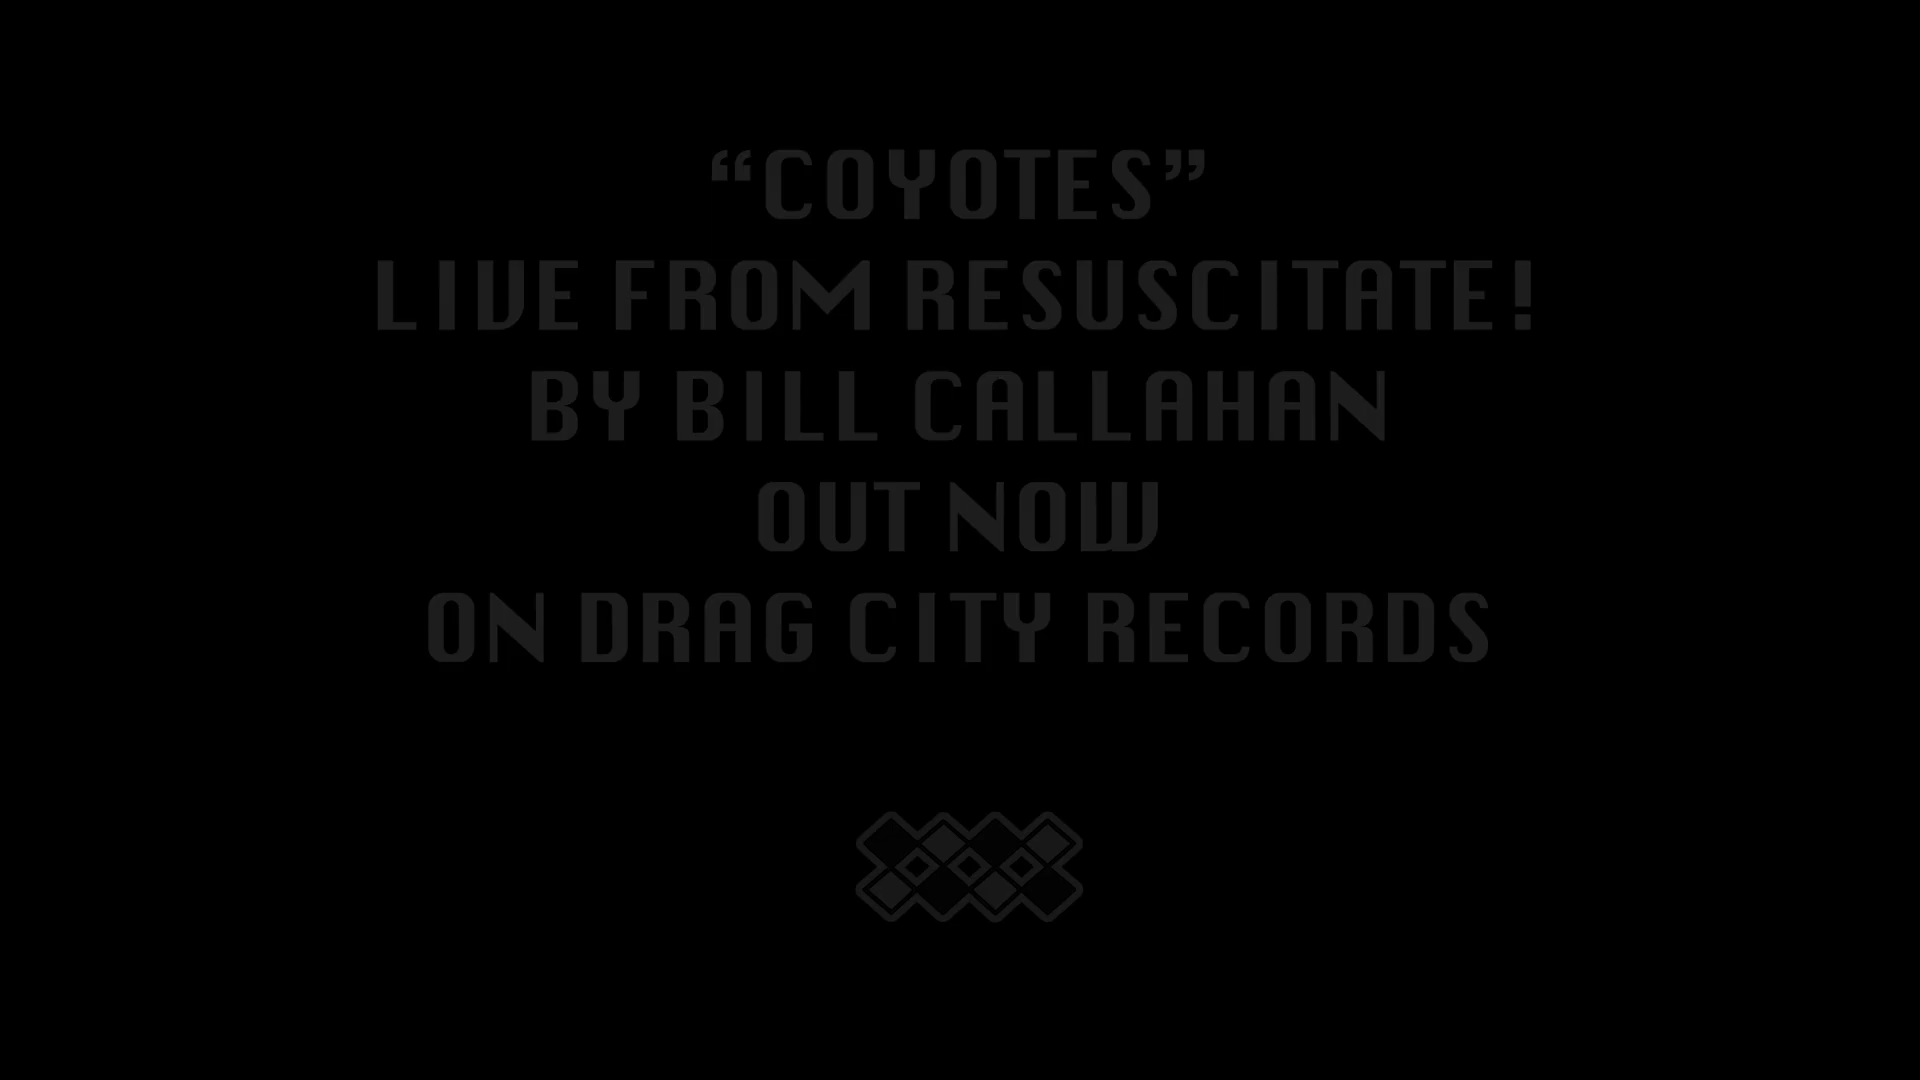 “COYOTES”
LIVE FROM RESUSCITATE!
BY BILL CALLAHAN
OUT NOW
ON DRAG CITY RECORDS